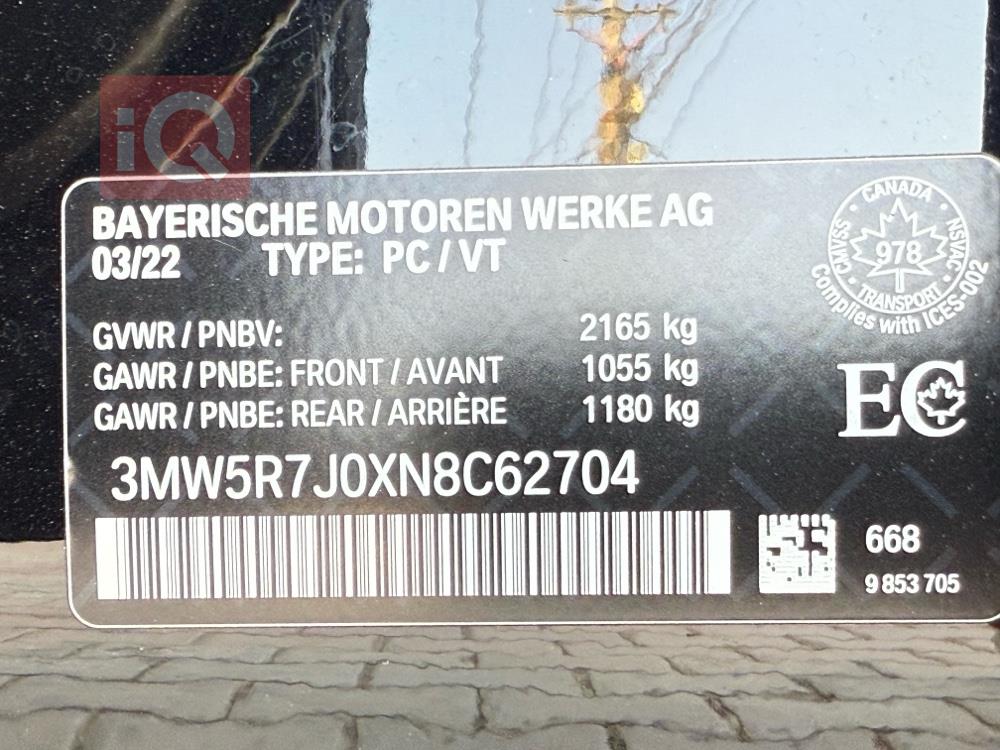 iQ
BAYERISCHE MOTOREN WERKE AG
03/22 TYPE: PC / VT
GVWR / PNBV: 2165 kg
GAWR / PNBE: FRONT / AVANT 1055 kg
GAWR / PNBE: REAR / ARRIÈRE 1180 kg
3MW5R7J0XN8C62704
CANADA
CMVSS
978
NSVAC
TRANSPORT
Complies with ICES-002
EC
668
9 853 705